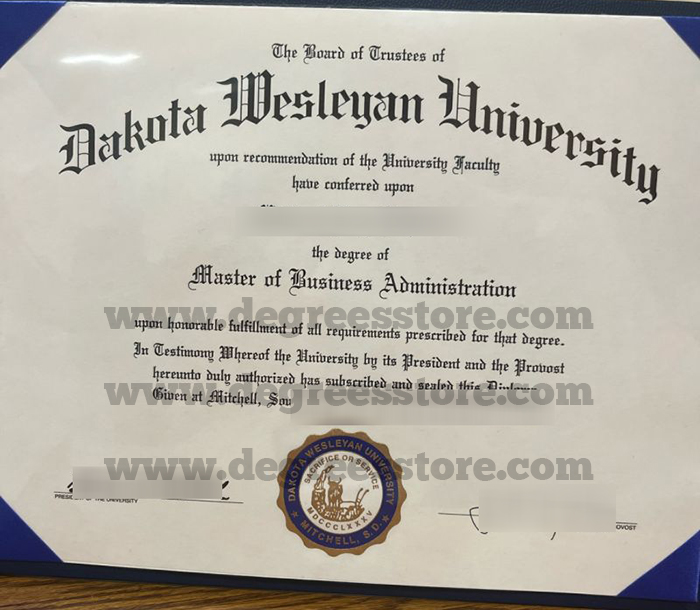 The Board of Trustees of
Dakota Wesleyan University
upon recommendation of the University Faculty
have conferred upon
the degree of
Master of Business Administration
www.degreesstore.com
upon honorable fulfillment of all requirements prescribed for that degree.
In Testimony Whereof the University by its President and the Provost
hereunto duly authorized has subscribed and sealed this
Given at Mitchell,
www.degreesstore.com
DAKOTA WESLEYAN UNIVERSITY
SACRIFICE OR SERVICE
MDCCCLXXXV
MITCHELL, S.D.
www.degreesstore.com
PRESIDENT OF THE UNIVERSITY
OVOST